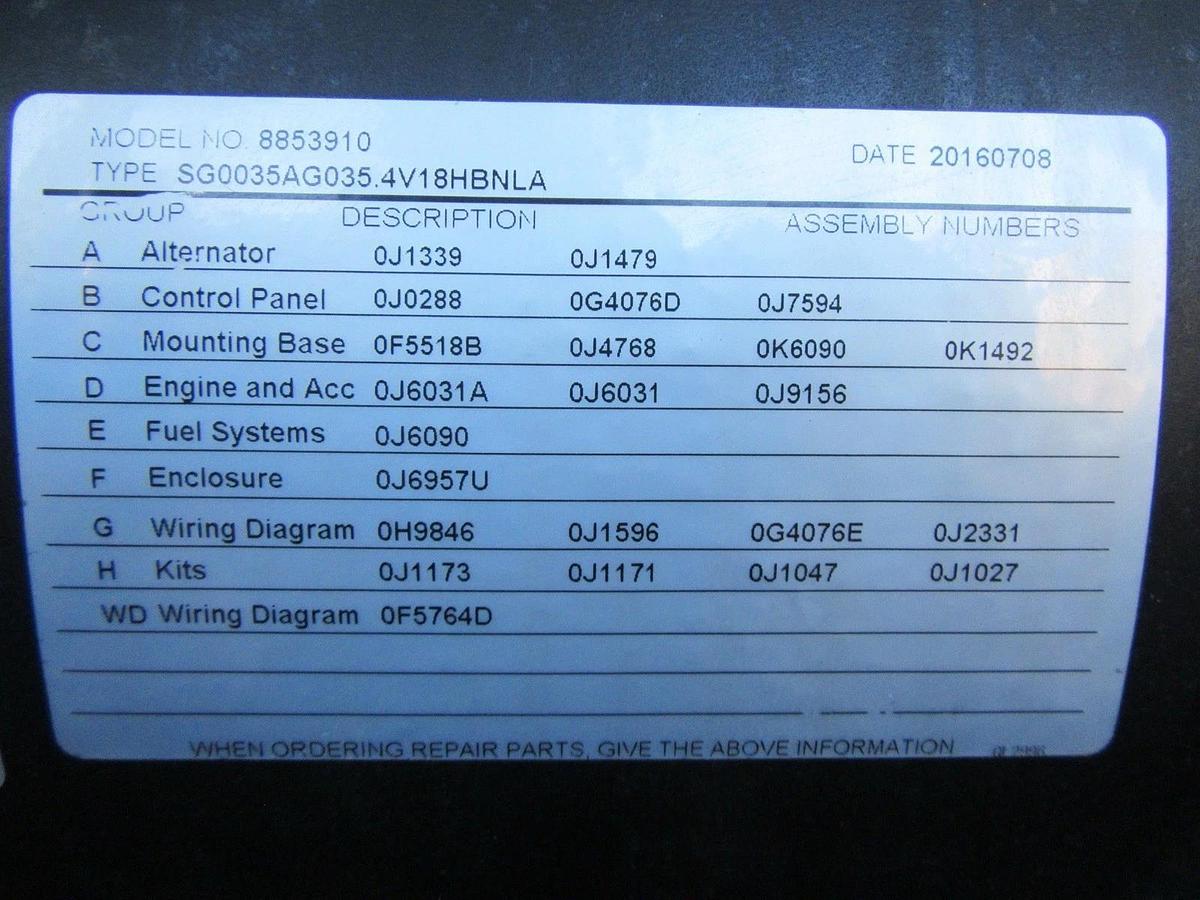 MODEL NO. 8853910
DATE 20160708
TYPE SG0035AG035.4V18HBNLA
GROUP DESCRIPTION ASSEMBLY NUMBERS
A Alternator 0J1339 0J1479
B Control Panel 0J0288 0G4076D 0J7594
C Mounting Base 0F5518B 0J4768 0K6090 0K1492
D Engine and Acc 0J6031A 0J6031 0J9156
E Fuel Systems 0J6090
F Enclosure 0J6957U
G Wiring Diagram 0H9846 0J1596 0G4076E 0J2331
H Kits 0J1173 0J1171 0J1047 0J1027
WD Wiring Diagram 0F5764D
WHEN ORDERING REPAIR PARTS, GIVE THE ABOVE INFORMATION